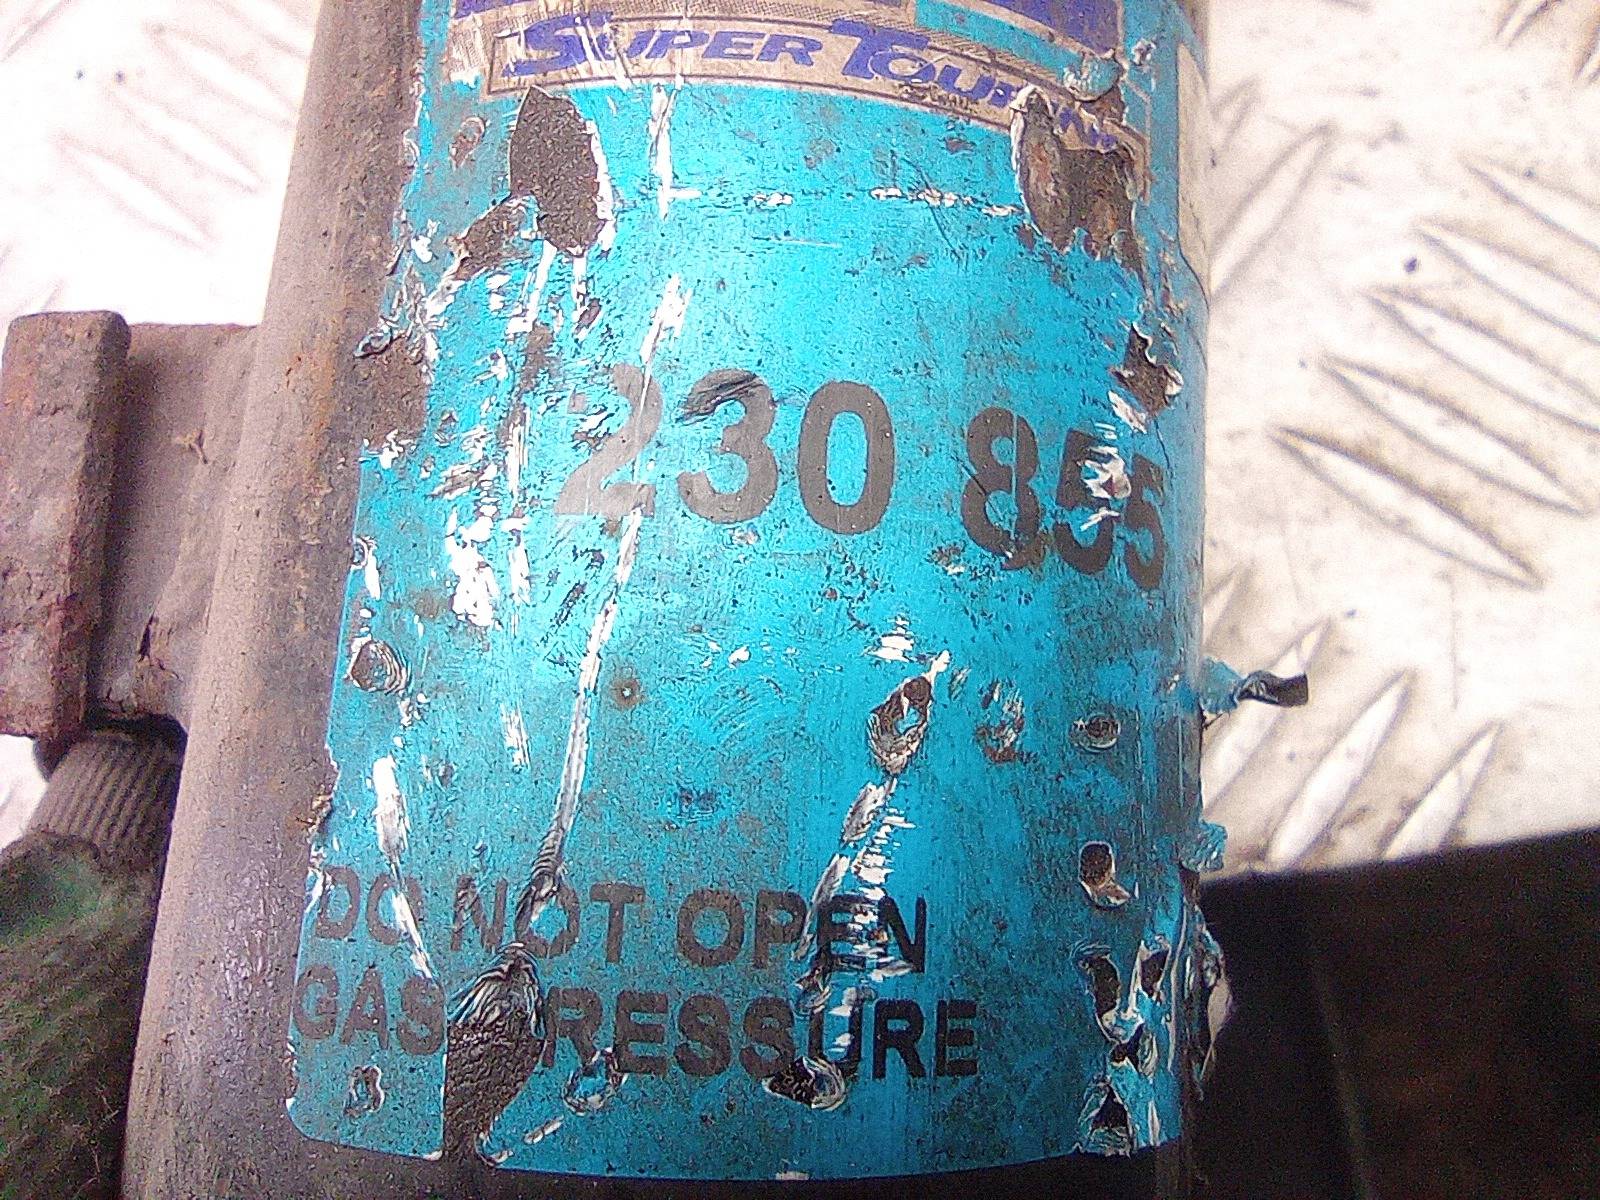 SUPER TOURING
230 855
DO NOT OPEN
GAS PRESSURE